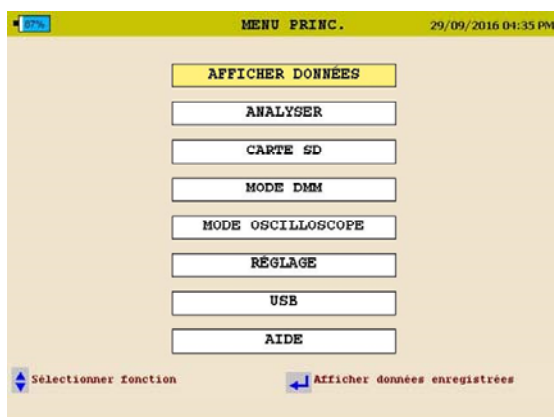 87% MENU PRINC. 29/09/2016 04:35 PM
AFFICHER DONNÉES
ANALYSER
CARTE SD
MODE DMM
MODE OSCILLOSCOPE
RÉGLAGE
USB
AIDE
Sélectionner fonction Afficher données enregistrées